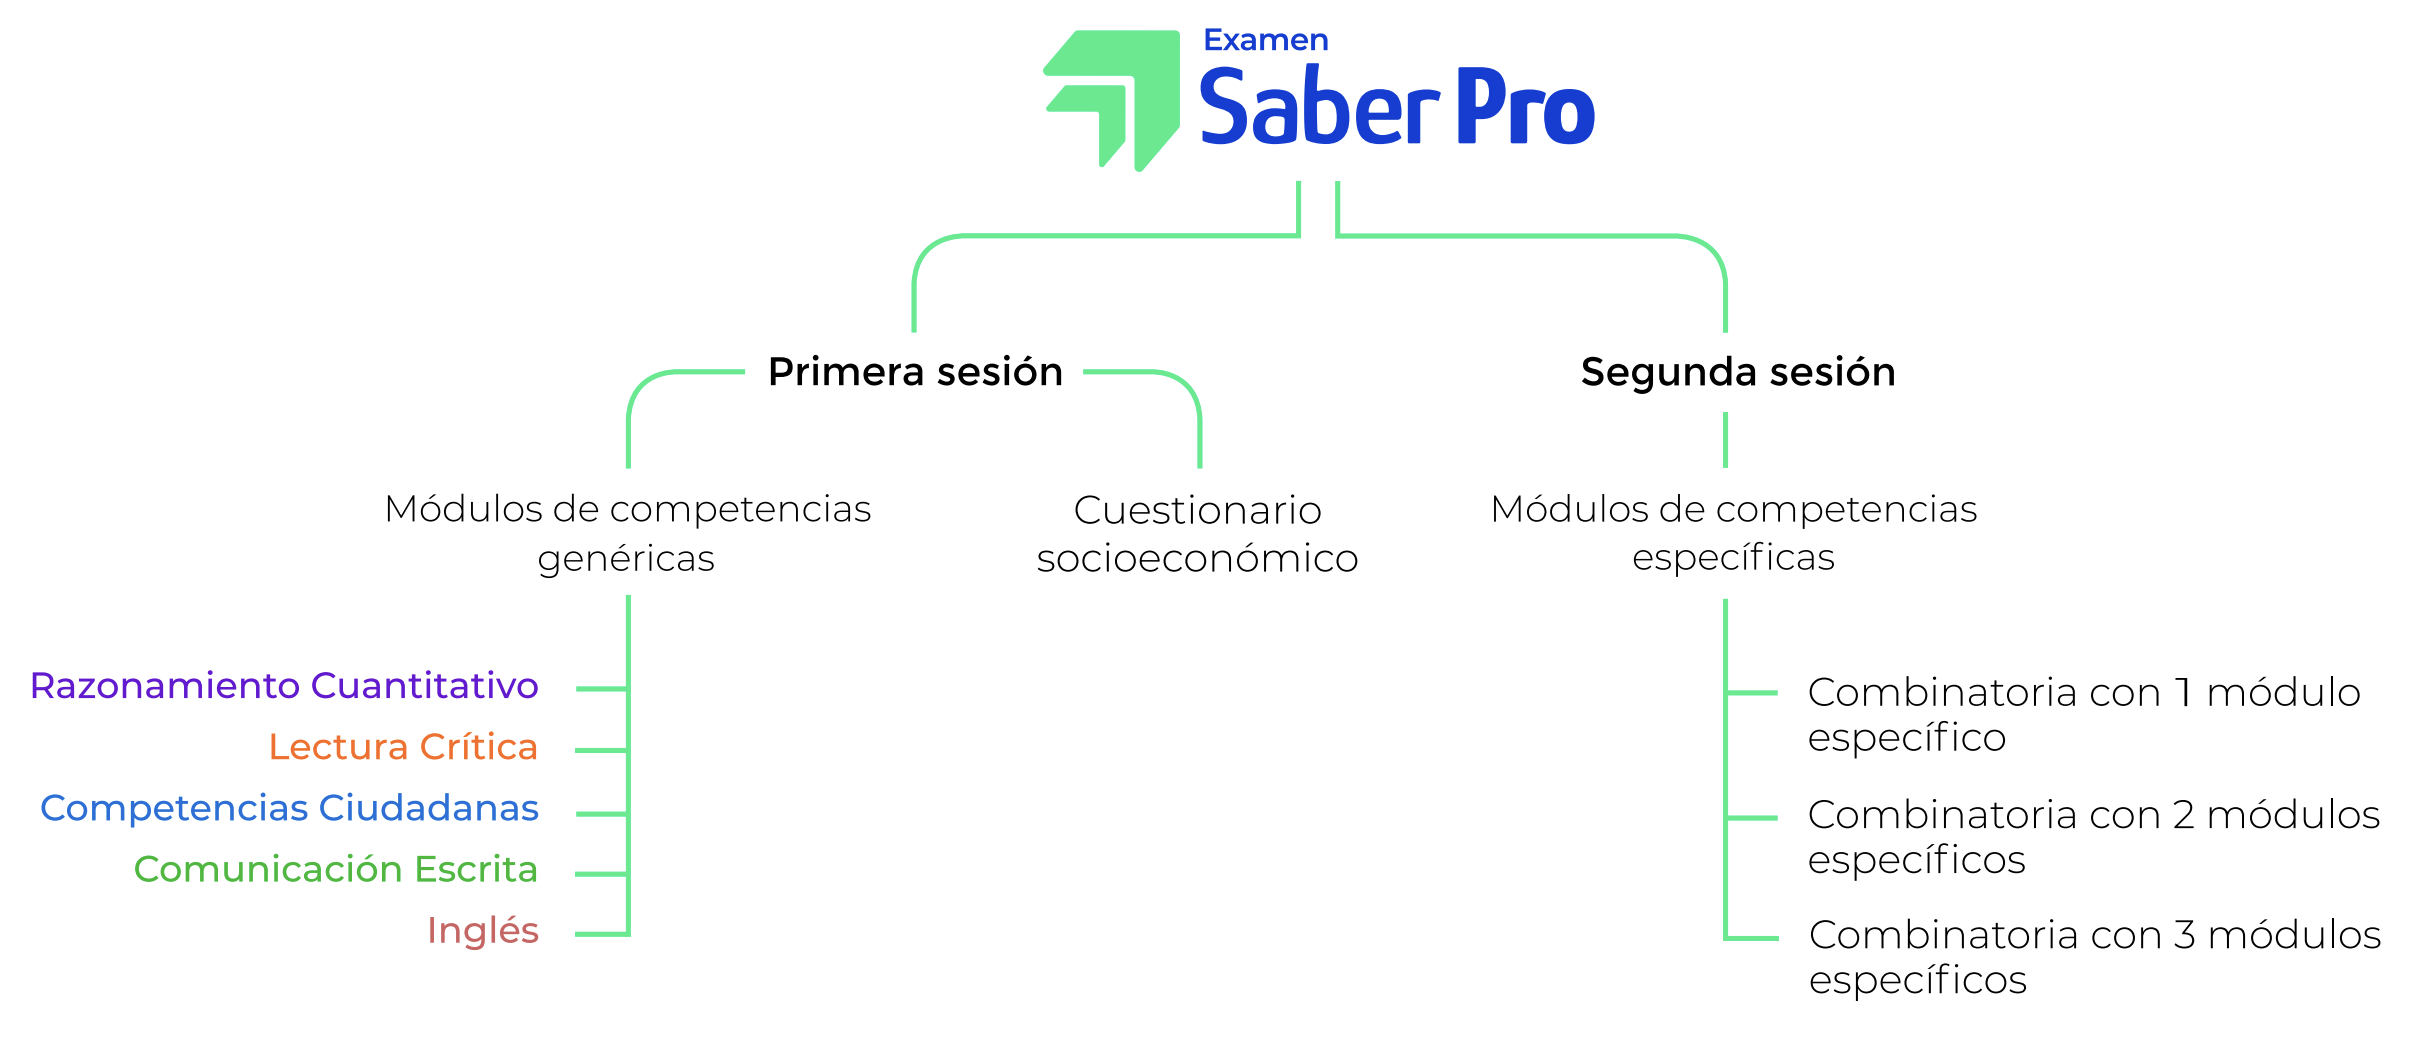 Examen
Saber Pro
Primera sesión
Segunda sesión
Módulos de competencias
genéricas
Cuestionario
socioeconómico
Módulos de competencias
específicas
Razonamiento Cuantitativo
Lectura Crítica
Competencias Ciudadanas
Comunicación Escrita
Inglés
Combinatoria con 1 módulo
específico
Combinatoria con 2 módulos
específicos
Combinatoria con 3 módulos
específicos